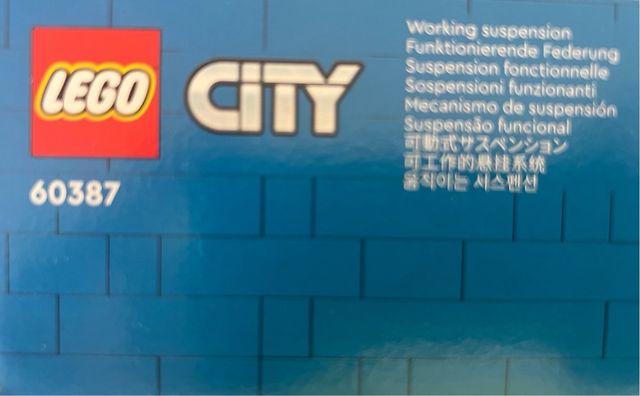 LEGO
CITY
60387
Working suspension
Funktionierende Federung
Suspension fonctionnelle
Sospensioni funzionanti
Mecanismo de suspensión
Suspensão funcional
可動式サスペンション
可工作的悬挂系统
움직이는 서스펜션